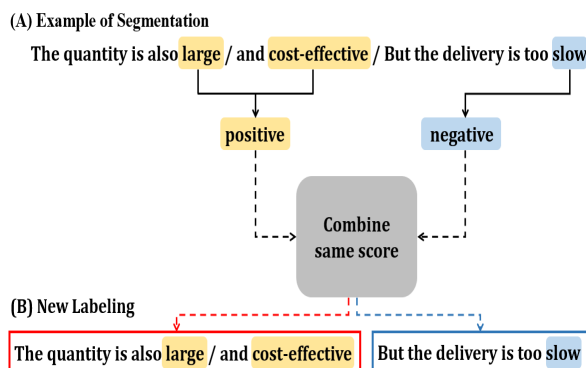 (A) Example of Segmentation
The quantity is also large / and cost-effective / But the delivery is too slow
positive
negative
Combine
same score
(B) New Labeling
The quantity is also large / and cost-effective
But the delivery is too slow